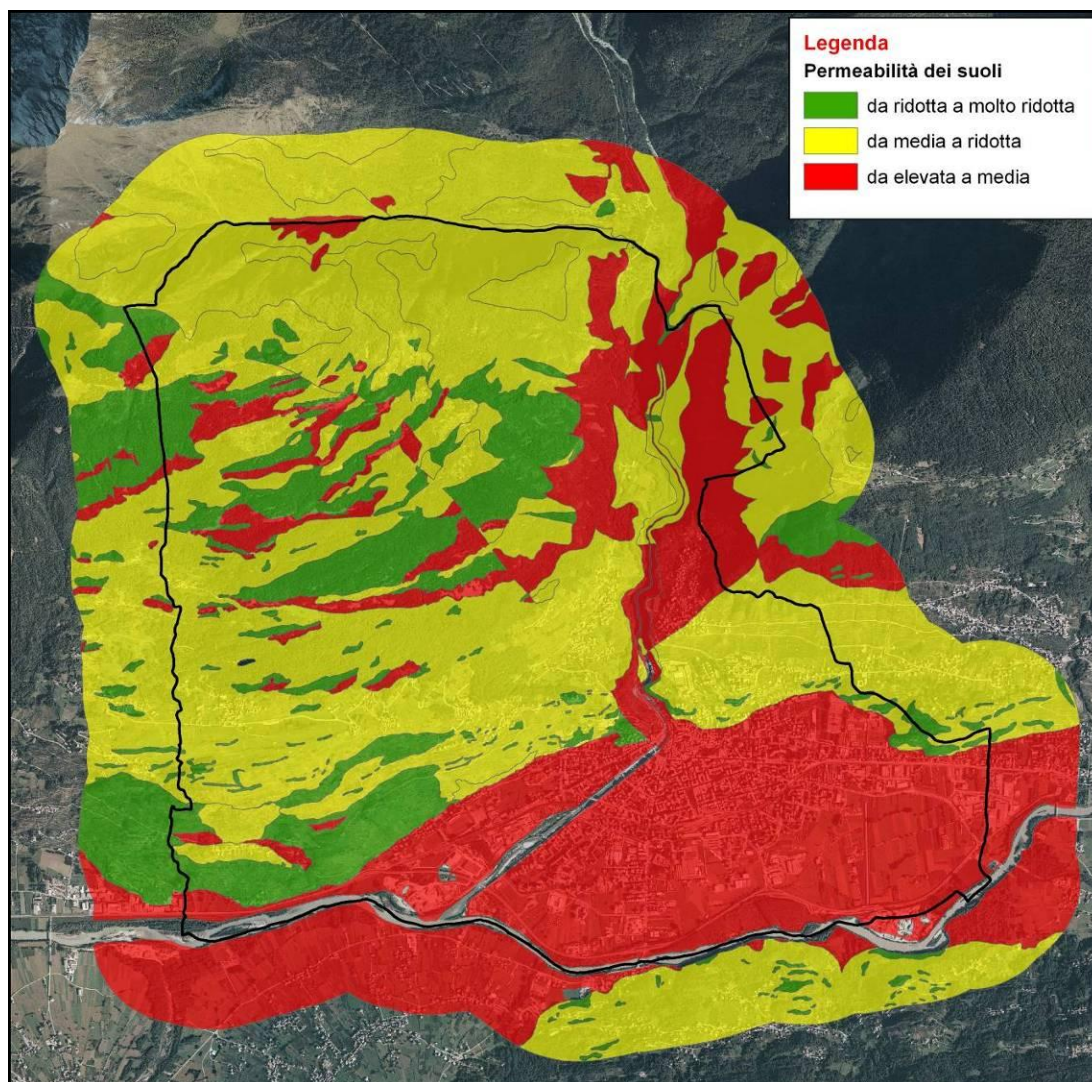 Legenda
Permeabilità dei suoli
da ridotta a molto ridotta
da media a ridotta
da elevata a media